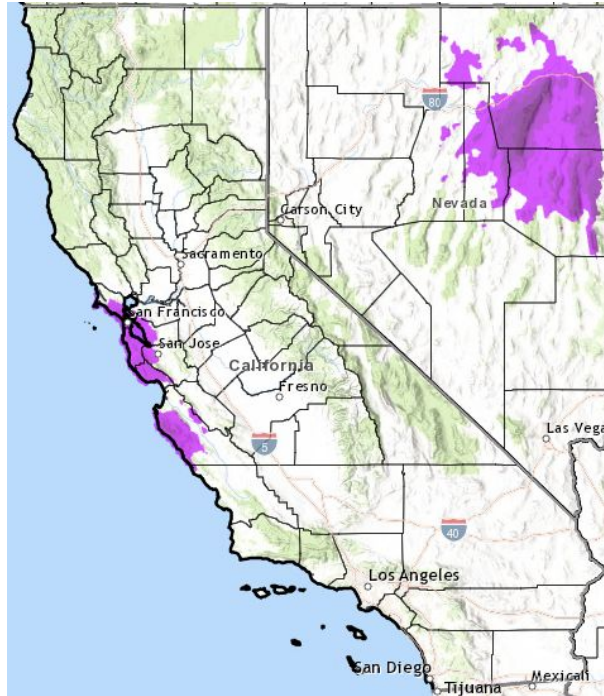 80
Carson City
Nevada
Sacramento
San Francisco
San Jose
California
Fresno
5
Las Vega
40
Los Angeles
San Diego
Tijuana
Mexicali